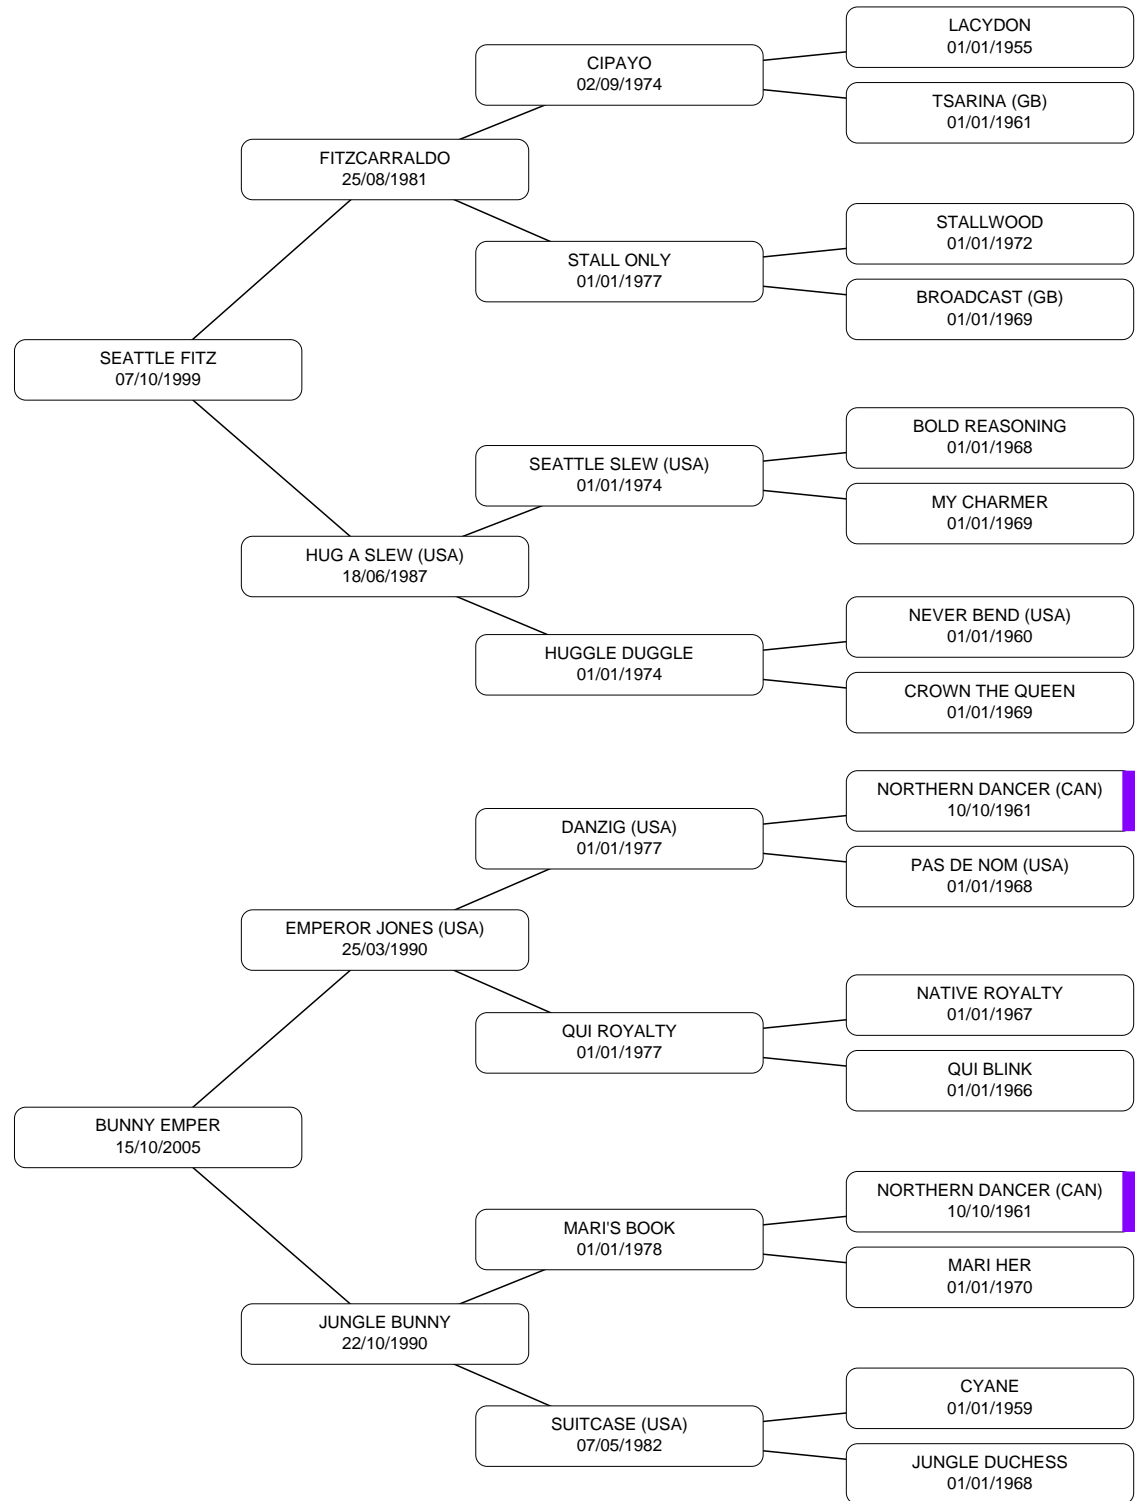 LACYDON
01/01/1955
CIPAYO
02/09/1974
TSARINA (GB)
01/01/1961
FITZCARRALDO
25/08/1981
STALLWOOD
01/01/1972
STALL ONLY
01/01/1977
BROADCAST (GB)
01/01/1969
SEATTLE FITZ
07/10/1999
BOLD REASONING
01/01/1968
SEATTLE SLEW (USA)
01/01/1974
MY CHARMER
01/01/1969
HUG A SLEW (USA)
18/06/1987
NEVER BEND (USA)
01/01/1960
HUGGLE DUGGLE
01/01/1974
CROWN THE QUEEN
01/01/1969
NORTHERN DANCER (CAN)
10/10/1961
DANZIG (USA)
01/01/1977
PAS DE NOM (USA)
01/01/1968
EMPEROR JONES (USA)
25/03/1990
NATIVE ROYALTY
01/01/1967
QUI ROYALTY
01/01/1977
QUI BLINK
01/01/1966
BUNNY EMPER
15/10/2005
NORTHERN DANCER (CAN)
10/10/1961
MARI'S BOOK
01/01/1978
MARI HER
01/01/1970
JUNGLE BUNNY
22/10/1990
CYANE
01/01/1959
SUITCASE (USA)
07/05/1982
JUNGLE DUCHESS
01/01/1968